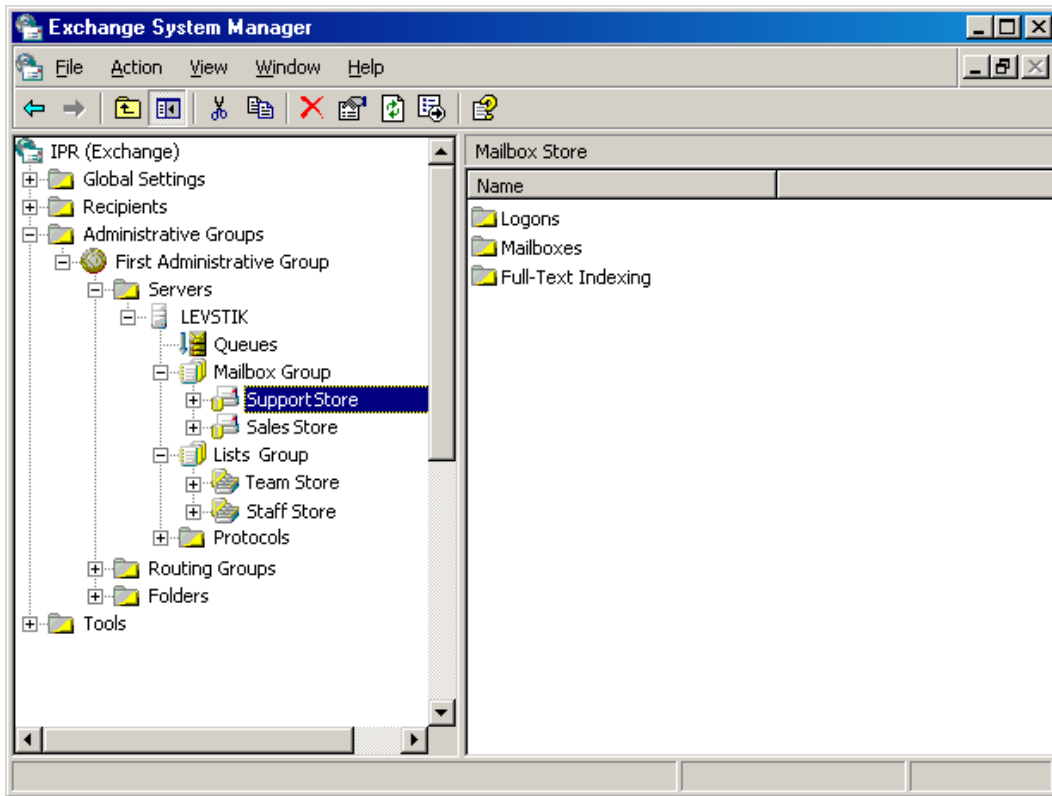 Exchange System Manager
File Action View Window Help
IPR (Exchange)
Global Settings
Recipients
Administrative Groups
First Administrative Group
Servers
LEVSTIK
Queues
Mailbox Group
Support Store
Sales Store
Lists Group
Team Store
Staff Store
Protocols
Routing Groups
Folders
Tools
Mailbox Store
Name
Logons
Mailboxes
Full-Text Indexing